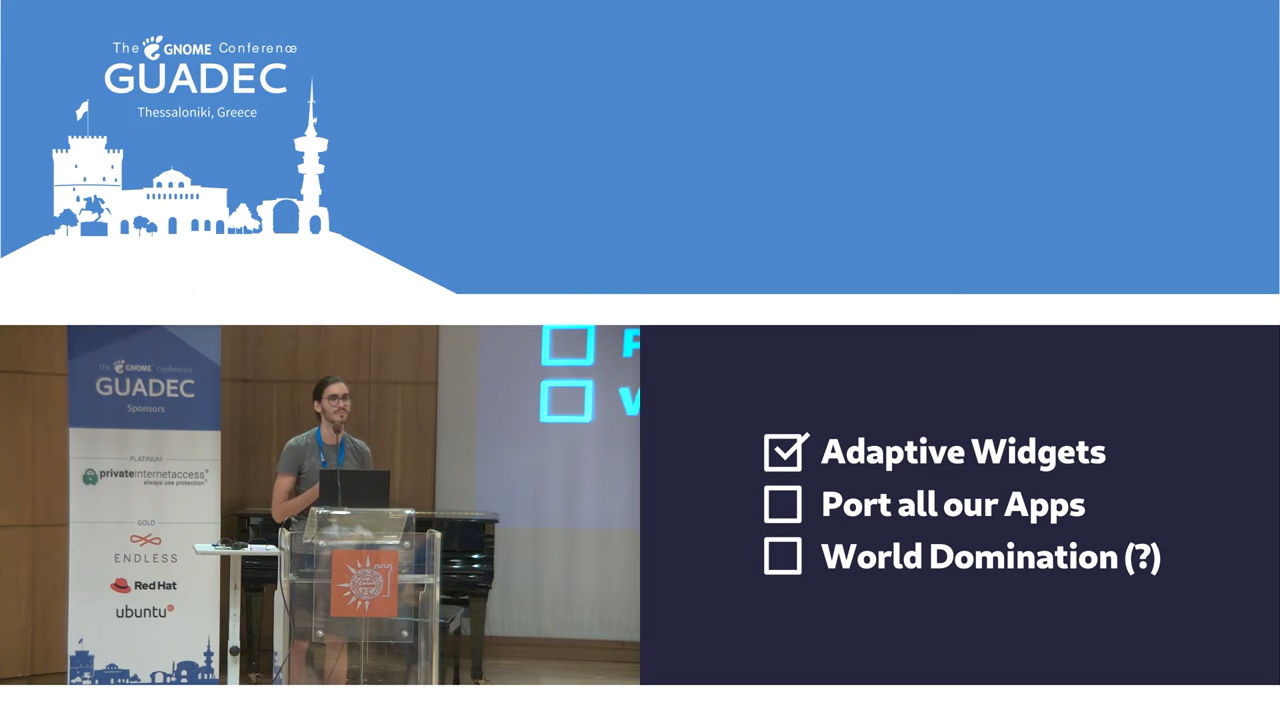 The GNOME Conference
GUADEC
Thessaloniki, Greece
The GNOME Conference
GUADEC
Sponsors
PLATINUM
privateinternetaccess®
always use protection®
GOLD
ENDLESS
Red Hat
ubuntu
Adaptive Widgets
Port all our Apps
World Domination (?)